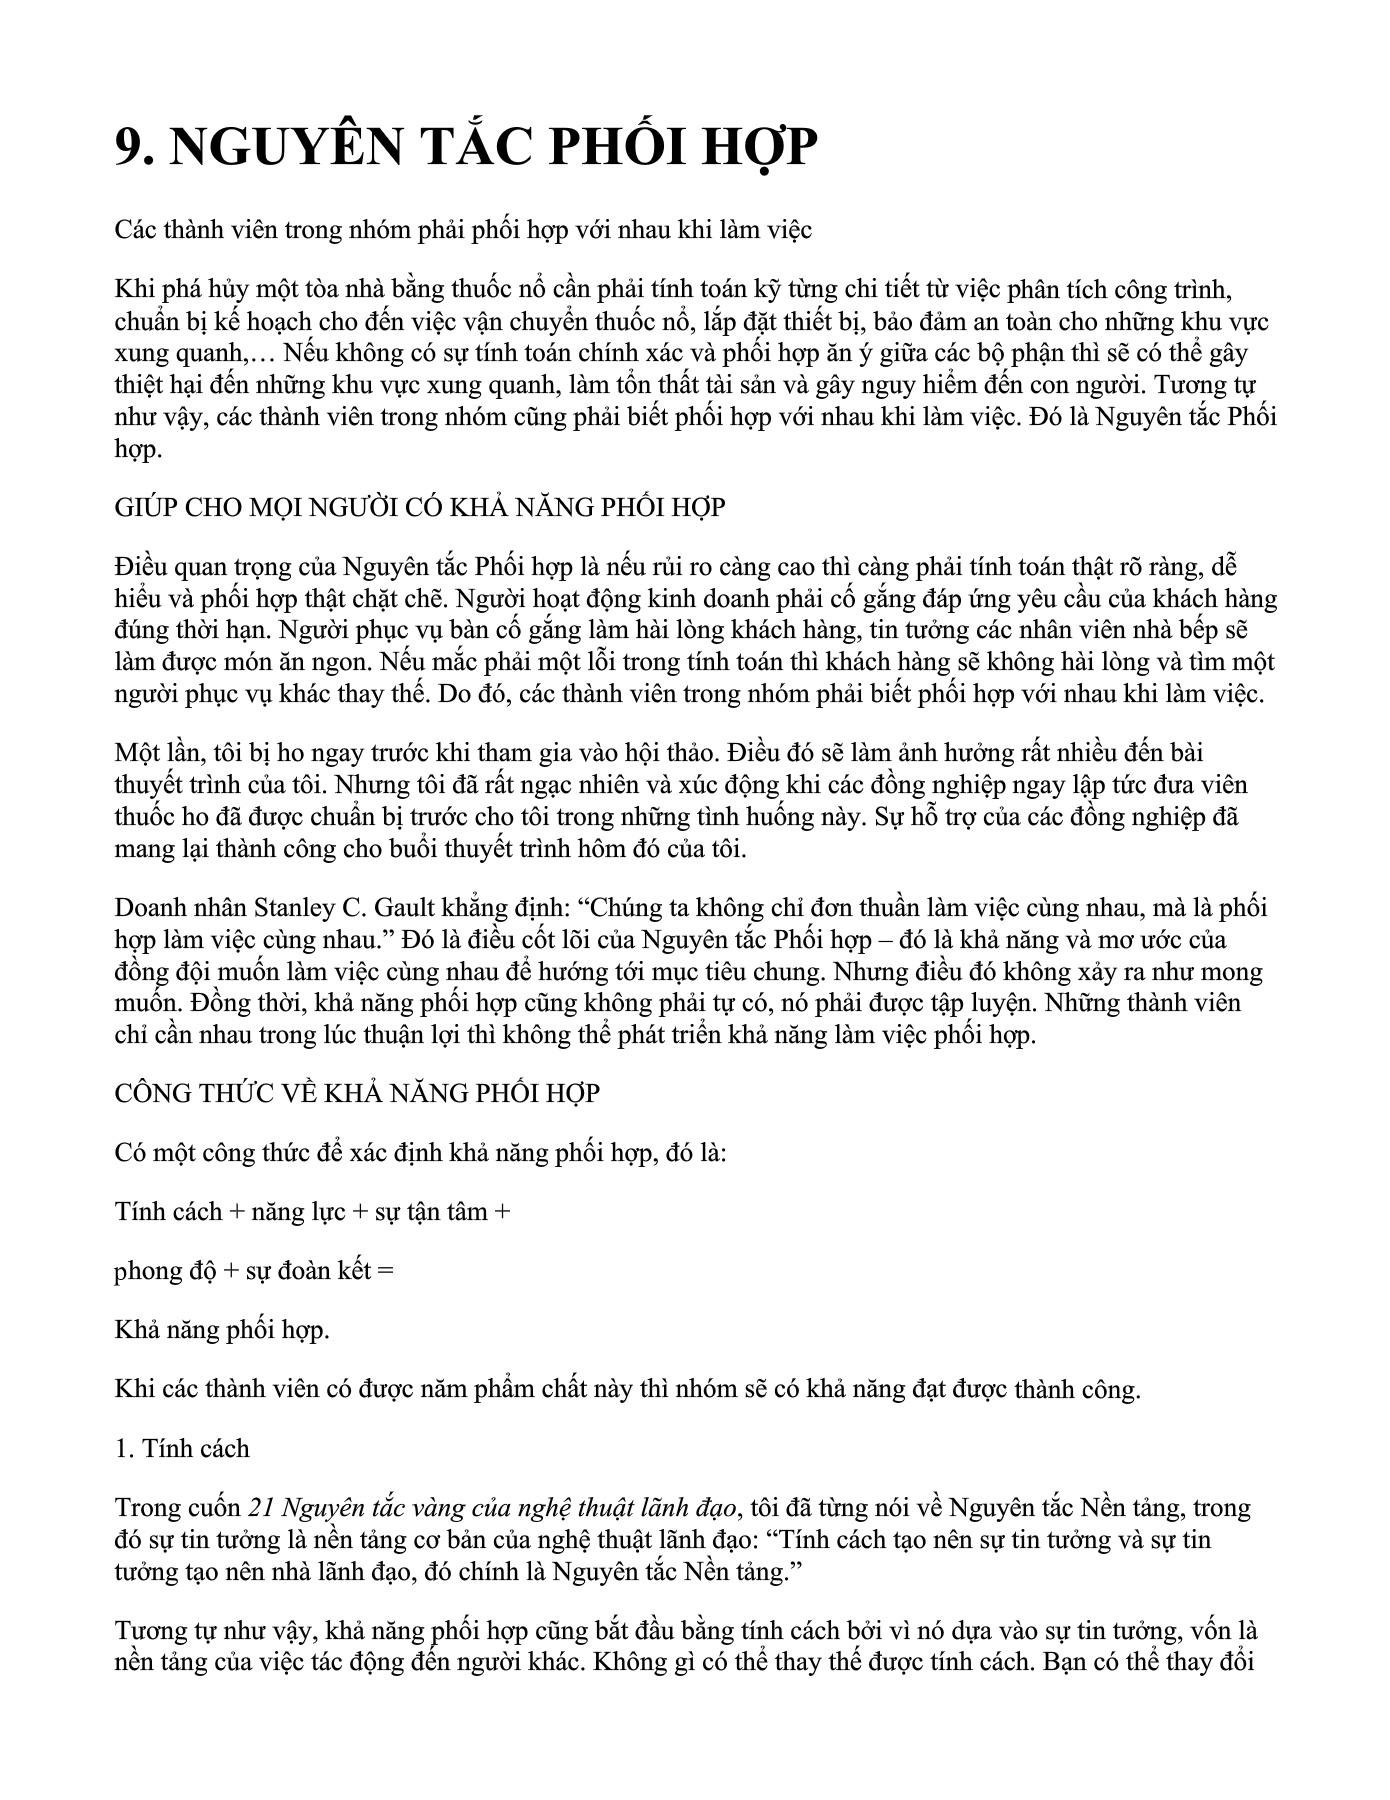 9. NGUYÊN TẮC PHỐI HỢP
Các thành viên trong nhóm phải phối hợp với nhau khi làm việc
Khi phá hủy một tòa nhà bằng thuốc nổ cần phải tính toán kỹ từng chi tiết từ việc phân tích công trình,
chuẩn bị kế hoạch cho đến việc vận chuyển thuốc nổ, lắp đặt thiết bị, bảo đảm an toàn cho những khu vực
xung quanh,… Nếu không có sự tính toán chính xác và phối hợp ăn ý giữa các bộ phận thì sẽ có thể gây
thiệt hại đến những khu vực xung quanh, làm tổn thất tài sản và gây nguy hiểm đến con người. Tương tự
như vậy, các thành viên trong nhóm cũng phải biết phối hợp với nhau khi làm việc. Đó là Nguyên tắc Phối
hợp.
GIÚP CHO MỌI NGƯỜI CÓ KHẢ NĂNG PHỐI HỢP
Điều quan trọng của Nguyên tắc Phối hợp là nếu rủi ro càng cao thì càng phải tính toán thật rõ ràng, dễ
hiểu và phối hợp thật chặt chẽ. Người hoạt động kinh doanh phải cố gắng đáp ứng yêu cầu của khách hàng
đúng thời hạn. Người phục vụ bàn cố gắng làm hài lòng khách hàng, tin tưởng các nhân viên nhà bếp sẽ
làm được món ăn ngon. Nếu mắc phải một lỗi trong tính toán thì khách hàng sẽ không hài lòng và tìm một
người phục vụ khác thay thế. Do đó, các thành viên trong nhóm phải biết phối hợp với nhau khi làm việc.
Một lần, tôi bị ho ngay trước khi tham gia vào hội thảo. Điều đó sẽ làm ảnh hưởng rất nhiều đến bài
thuyết trình của tôi. Nhưng tôi đã rất ngạc nhiên và xúc động khi các đồng nghiệp ngay lập tức đưa viên
thuốc ho đã được chuẩn bị trước cho tôi trong những tình huống này. Sự hỗ trợ của các đồng nghiệp đã
mang lại thành công cho buổi thuyết trình hôm đó của tôi.
Doanh nhân Stanley C. Gault khẳng định: “Chúng ta không chỉ đơn thuần làm việc cùng nhau, mà là phối
hợp làm việc cùng nhau.” Đó là điều cốt lõi của Nguyên tắc Phối hợp – đó là khả năng và mơ ước của
đồng đội muốn làm việc cùng nhau để hướng tới mục tiêu chung. Nhưng điều đó không xảy ra như mong
muốn. Đồng thời, khả năng phối hợp cũng không phải tự có, nó phải được tập luyện. Những thành viên
chỉ cần nhau trong lúc thuận lợi thì không thể phát triển khả năng làm việc phối hợp.
CÔNG THỨC VỀ KHẢ NĂNG PHỐI HỢP
Có một công thức để xác định khả năng phối hợp, đó là:
Tính cách + năng lực + sự tận tâm +
phong độ + sự đoàn kết =
Khả năng phối hợp.
Khi các thành viên có được năm phẩm chất này thì nhóm sẽ có khả năng đạt được thành công.
1. Tính cách
Trong cuốn 21 Nguyên tắc vàng của nghệ thuật lãnh đạo, tôi đã từng nói về Nguyên tắc Nền tảng, trong
đó sự tin tưởng là nền tảng cơ bản của nghệ thuật lãnh đạo: “Tính cách tạo nên sự tin tưởng và sự tin
tưởng tạo nên nhà lãnh đạo, đó chính là Nguyên tắc Nền tảng.”
Tương tự như vậy, khả năng phối hợp cũng bắt đầu bằng tính cách bởi vì nó dựa vào sự tin tưởng, vốn là
nền tảng của việc tác động đến người khác. Không gì có thể thay thế được tính cách. Bạn có thể thay đổi